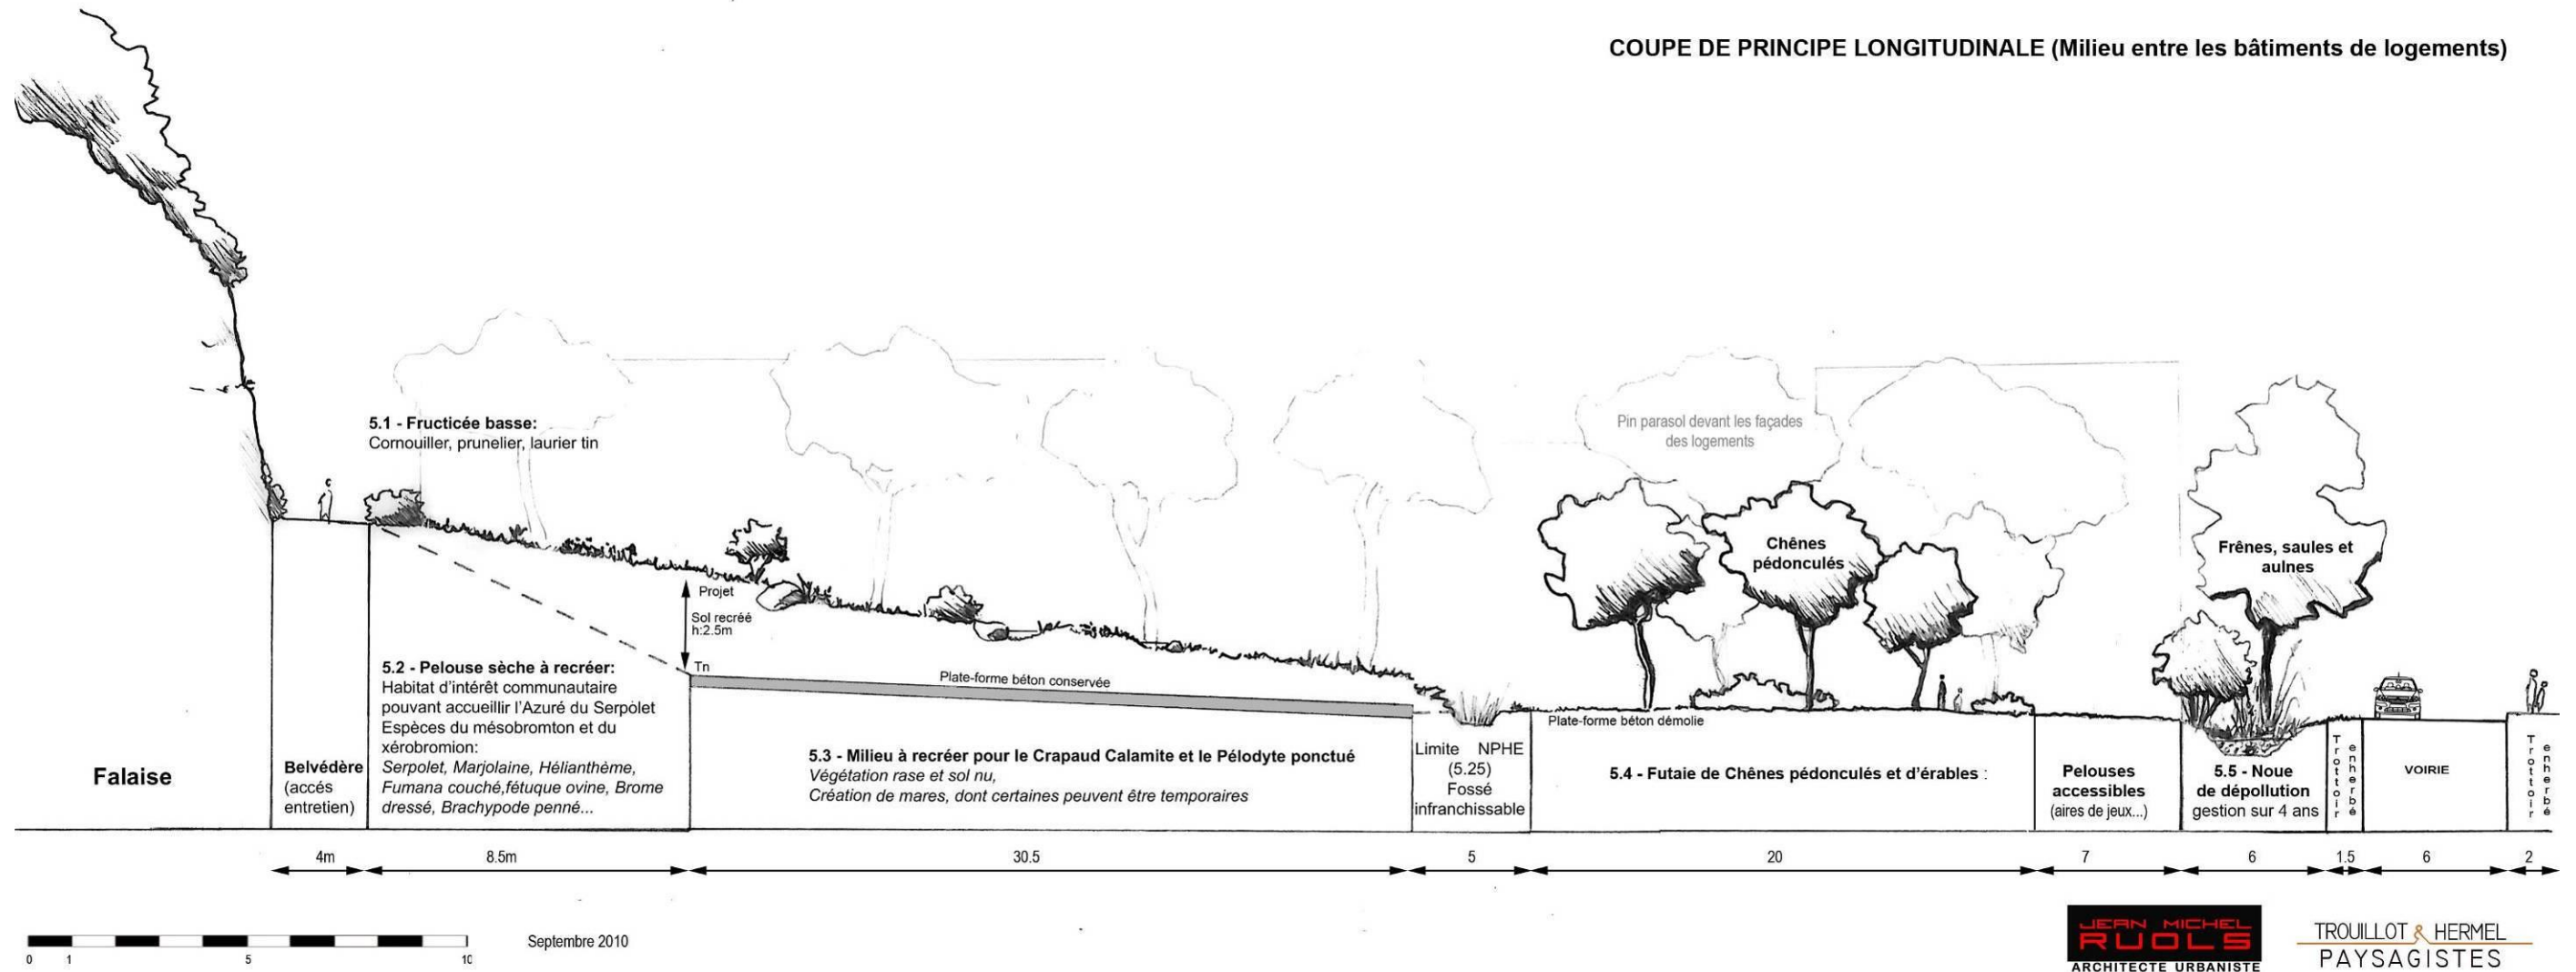 COUPE DE PRINCIPE LONGITUDINALE (Milieu entre les bâtiments de logements)
5.1 - Fructicée basse:
Cornouiller, prunelier, laurier tin
Pin parasol devant les façades
des logements
Chênes
pédonculés
Frênes, saules et
aulnes
Projet
Sol recréé
h:2.5m
Tn
Plate-forme béton conservée
Plate-forme béton démolie
Falaise
Belvédère
(accés
entretien)
5.2 - Pelouse sèche à recréer:
Habitat d'intérêt communautaire
pouvant accueillir l'Azuré du Serpolet
Espèces du mésobromton et du
xérobromion:
Serpolet, Marjolaine, Hélianthème,
Fumana couché,fétuque ovine, Brome
dressé, Brachypode penné...
5.3 - Milieu à recréer pour le Crapaud Calamite et le Pélodyte ponctué
Végétation rase et sol nu,
Création de mares, dont certaines peuvent être temporaires
Limite NPHE
(5.25)
Fossé
infranchissable
5.4 - Futaie de Chênes pédonculés et d'érables :
Pelouses
accessibles
(aires de jeux...)
5.5 - Noue
de dépollution
gestion sur 4 ans
Trottoir
enherbé
VOIRIE
Trottoir
enherbé
4m
8.5m
30.5
5
20
7
6
1.5
6
2
0 1 5 10
Septembre 2010
JEAN MICHEL
RUOLS
ARCHITECTE URBANISTE
TROUILLOT & HERMEL
PAYSAGISTES